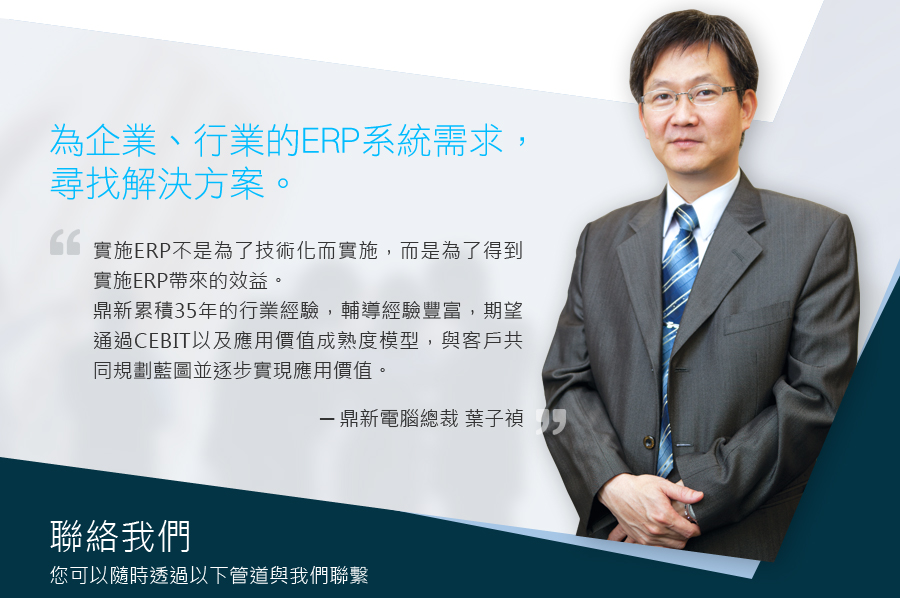 為企業、行業的ERP系統需求，
尋找解決方案。
實施ERP不是為了技術化而實施，而是為了得到
實施ERP帶來的效益。
鼎新累積35年的行業經驗，輔導經驗豐富，期望
通過CEBIT以及應用價值成熟度模型，與客戶共
同規劃藍圖並逐步實現應用價值。
─ 鼎新電腦總裁 葉子禎
聯絡我們
您可以隨時透過以下管道與我們聯繫